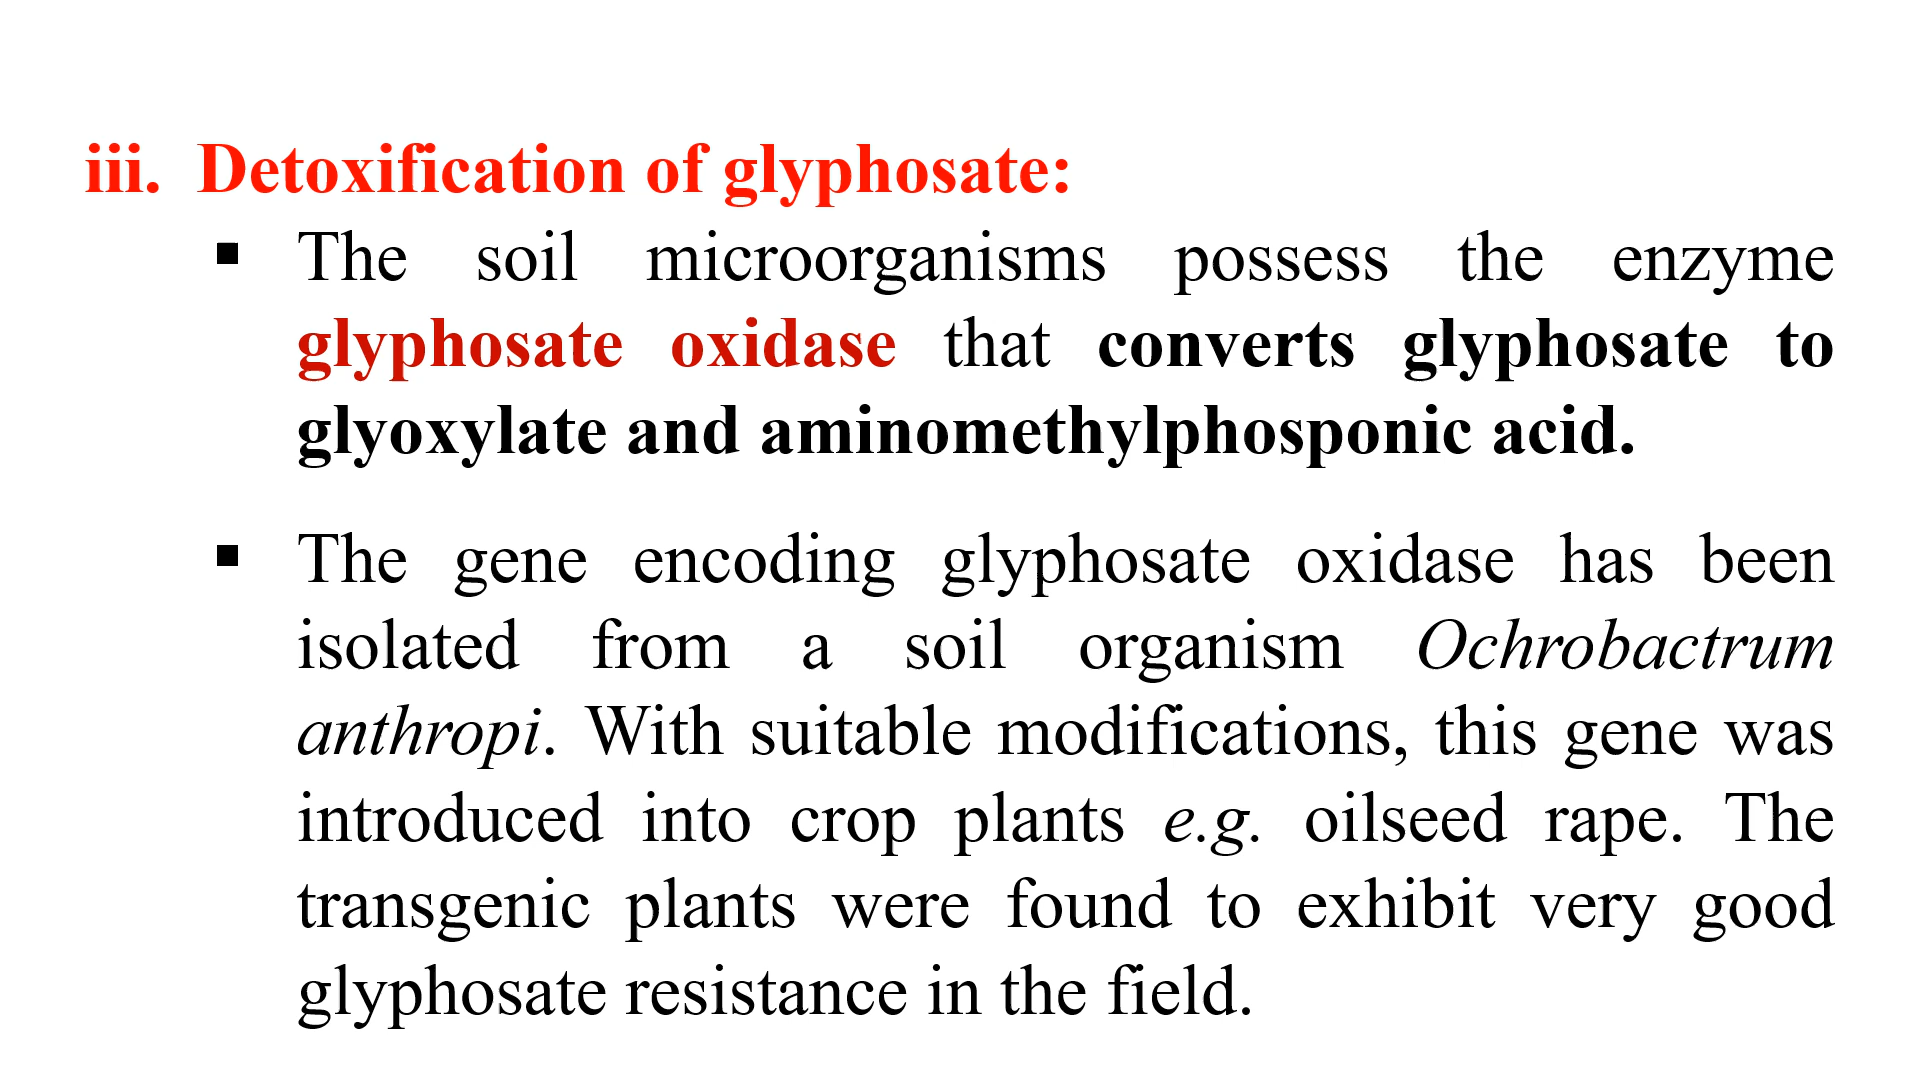 iii. Detoxification of glyphosate:
▪ The soil microorganisms possess the enzyme
glyphosate oxidase that converts glyphosate to
glyoxylate and aminomethylphosponic acid.
▪ The gene encoding glyphosate oxidase has been
isolated from a soil organism Ochrobactrum
anthropi. With suitable modifications, this gene was
introduced into crop plants e.g. oilseed rape. The
transgenic plants were found to exhibit very good
glyphosate resistance in the field.